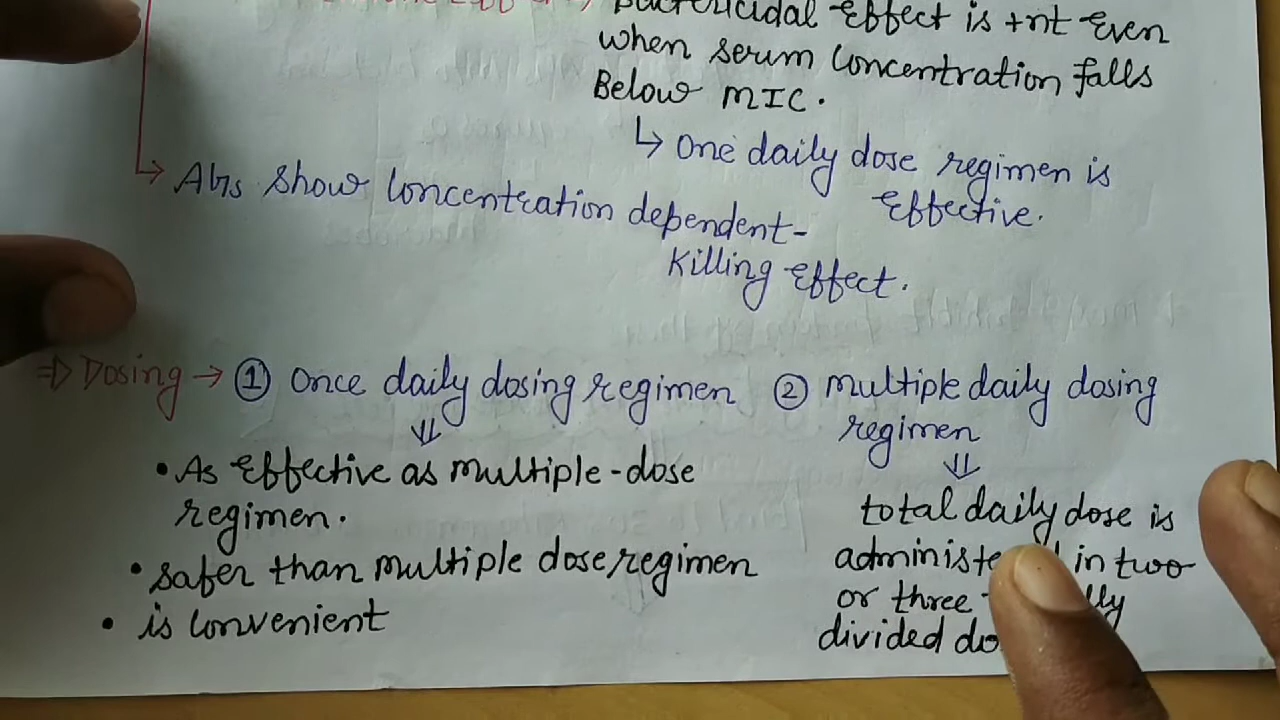 Bactericidal Effect is +nt Even
when serum Concentration falls
Below MIC.
↳ One daily dose regimen is
Effective.
→ Abs show Concentration dependent-
Killing Effect.
⇒ Dosing → ① Once daily dosing regimen ② Multiple daily dosing
regimen
⇓ ⇓
• As Effective as multiple-dose
regimen.
• safer than multiple dose regimen
• is Convenient
total daily dose is
in two
or three
divided